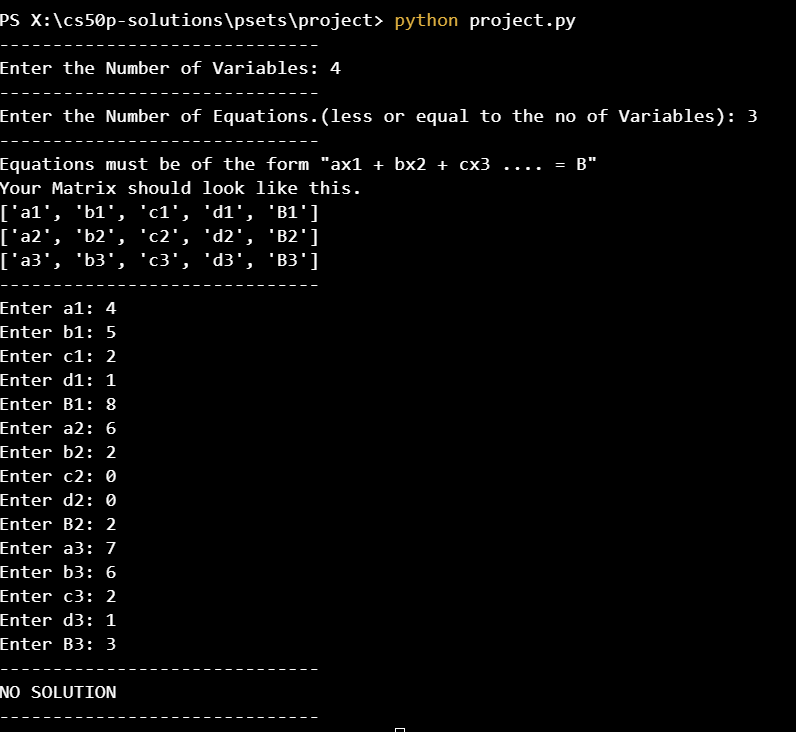 PS X:\cs50p-solutions\psets\project> python project.py
------------------------------
Enter the Number of Variables: 4
------------------------------
Enter the Number of Equations.(less or equal to the no of Variables): 3
------------------------------
Equations must be of the form "ax1 + bx2 + cx3 .... = B"
Your Matrix should look like this.
['a1', 'b1', 'c1', 'd1', 'B1']
['a2', 'b2', 'c2', 'd2', 'B2']
['a3', 'b3', 'c3', 'd3', 'B3']
------------------------------
Enter a1: 4
Enter b1: 5
Enter c1: 2
Enter d1: 1
Enter B1: 8
Enter a2: 6
Enter b2: 2
Enter c2: 0
Enter d2: 0
Enter B2: 2
Enter a3: 7
Enter b3: 6
Enter c3: 2
Enter d3: 1
Enter B3: 3
------------------------------
NO SOLUTION
------------------------------